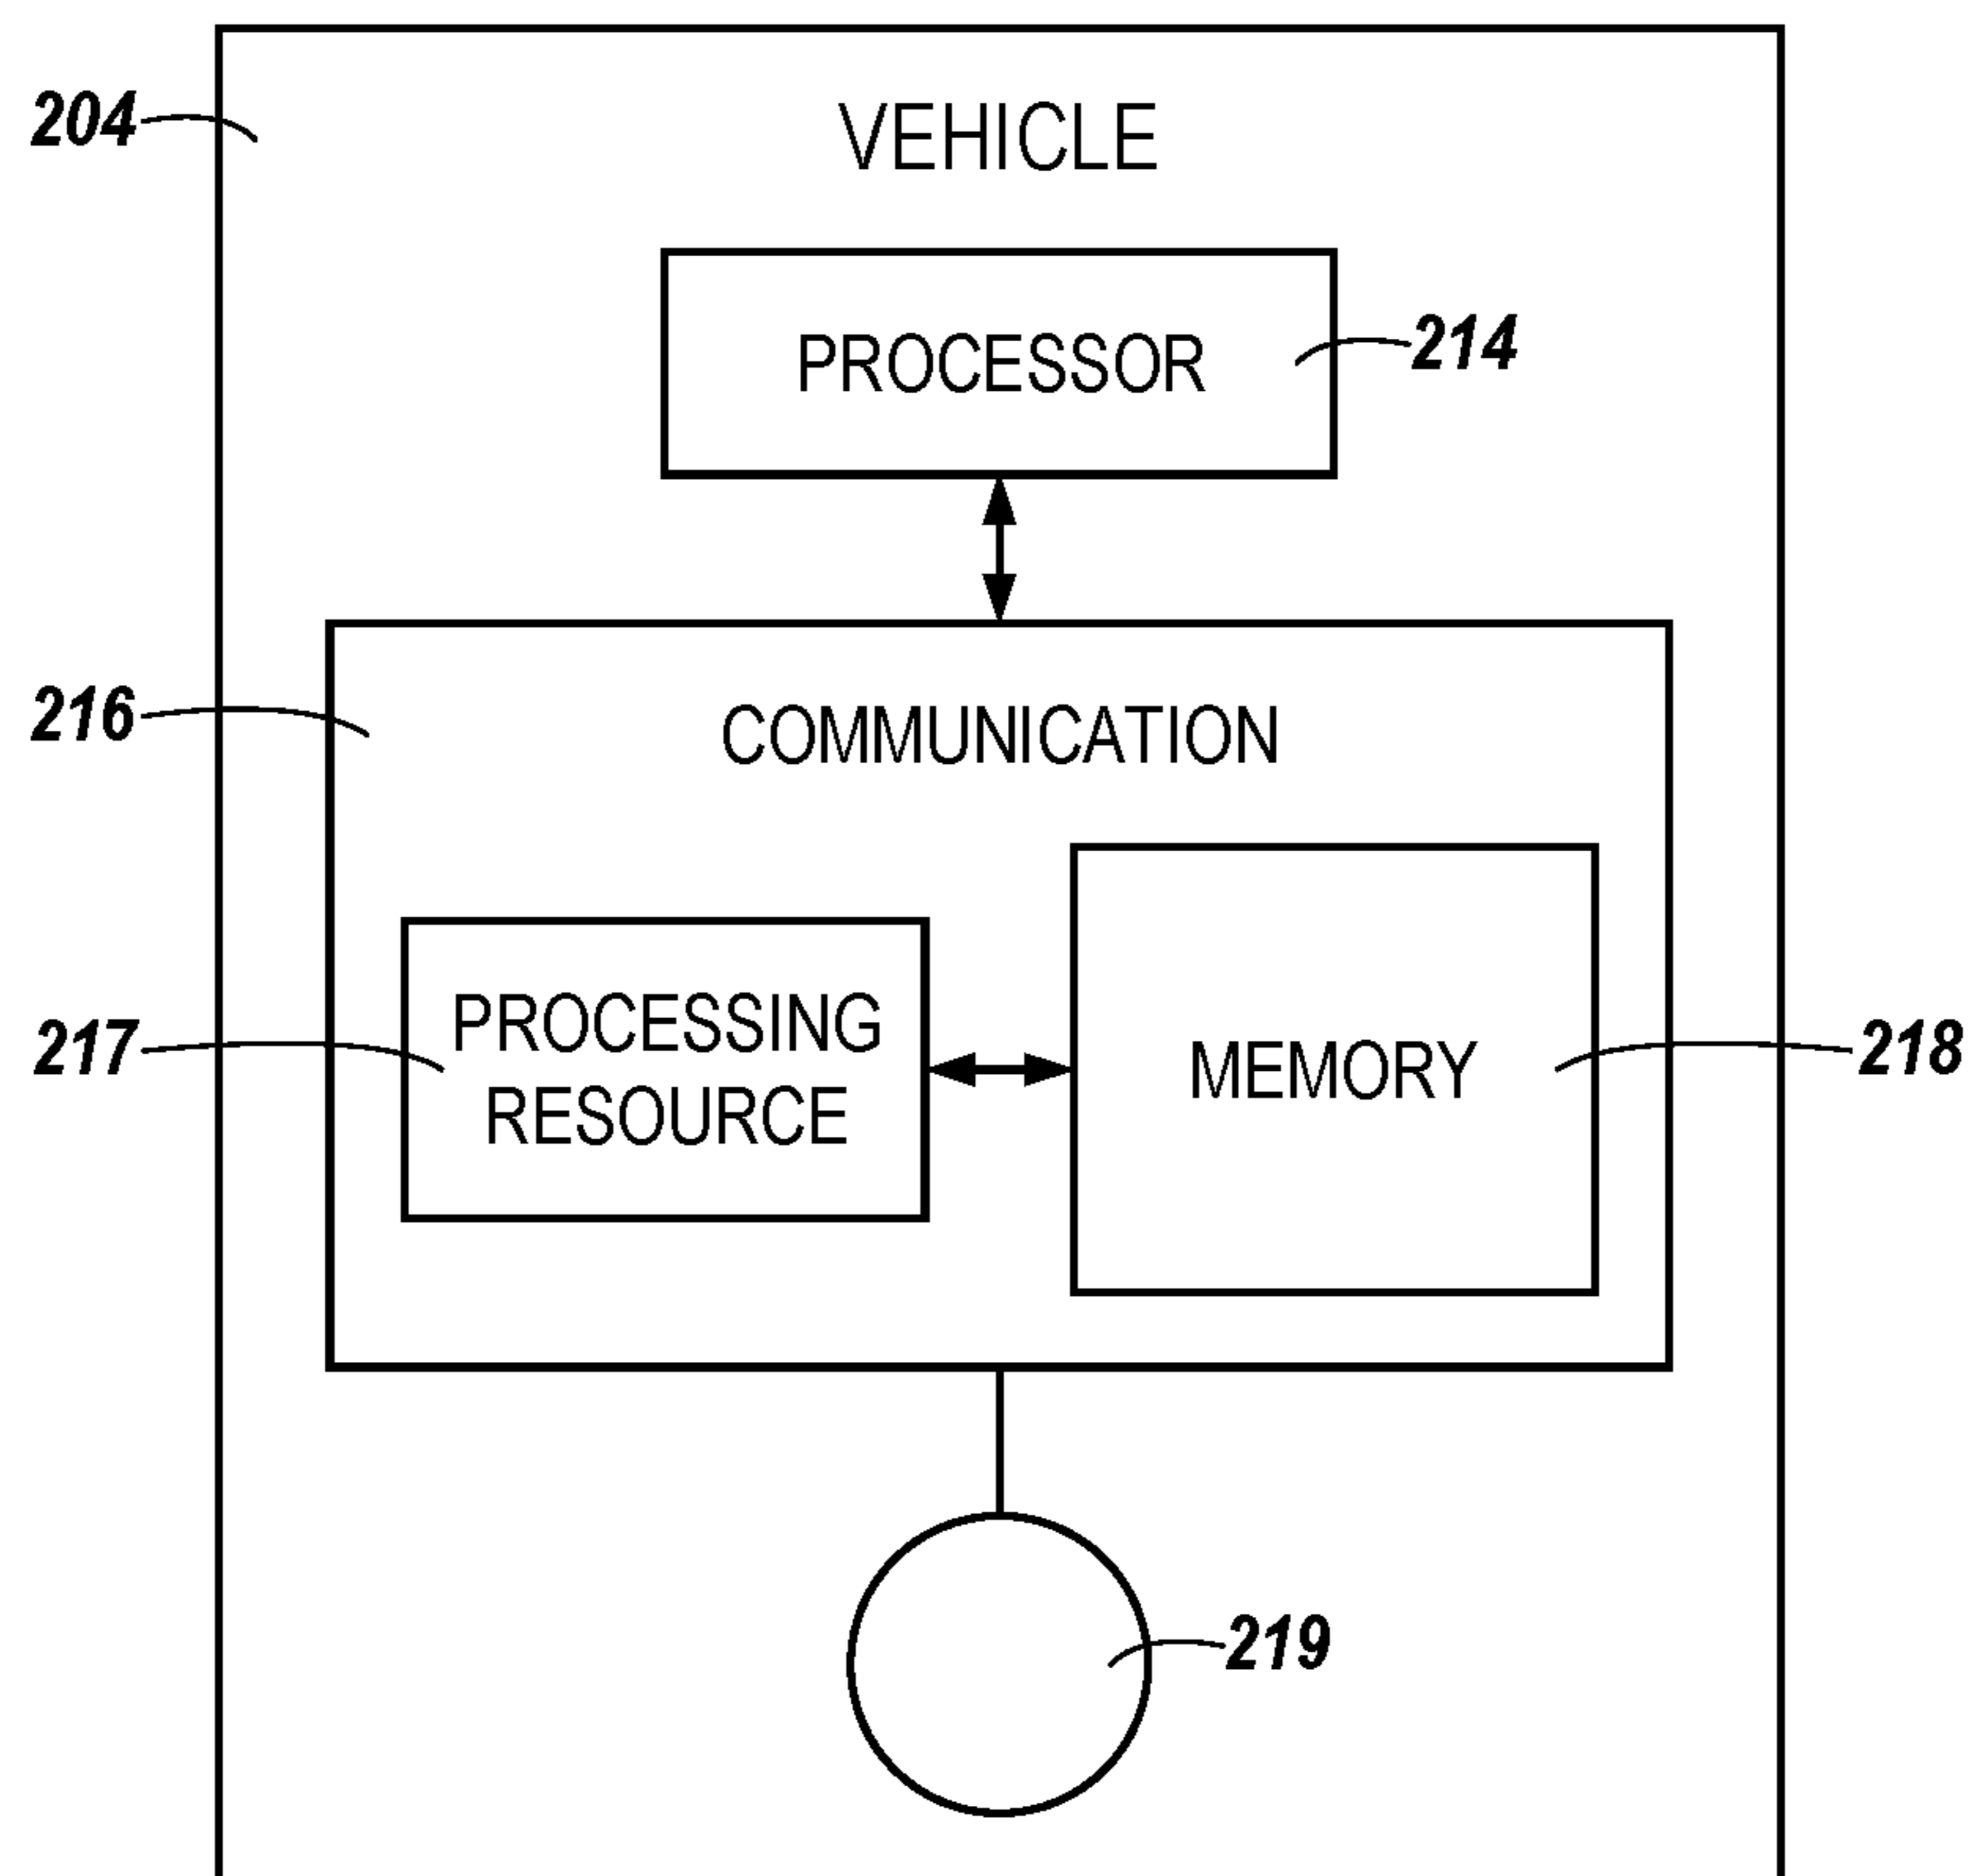 204
VEHICLE
PROCESSOR
214
216
COMMUNICATION
217
PROCESSING
RESOURCE
MEMORY
218
219